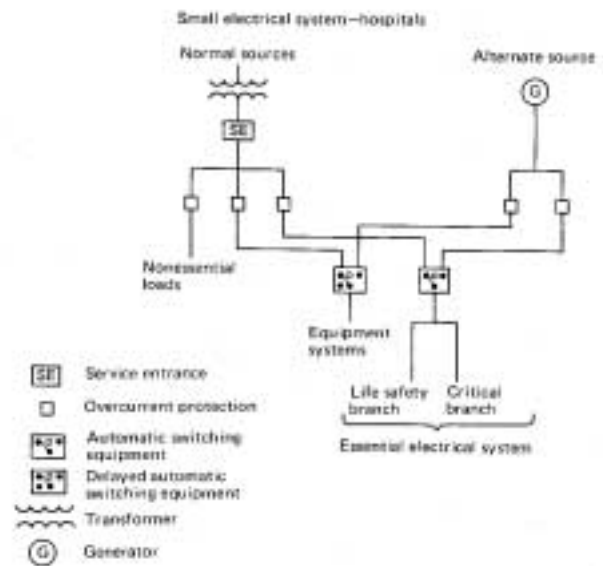 Small electrical system—hospitals
Normal sources
Alternate source
G
SE
Nonessential
loads
Equipment
systems
Life safety
branch
Critical
branch
Essential electrical system
SE
Service entrance
Overcurrent protection
Automatic switching
equipment
Delayed automatic
switching equipment
Transformer
G
Generator